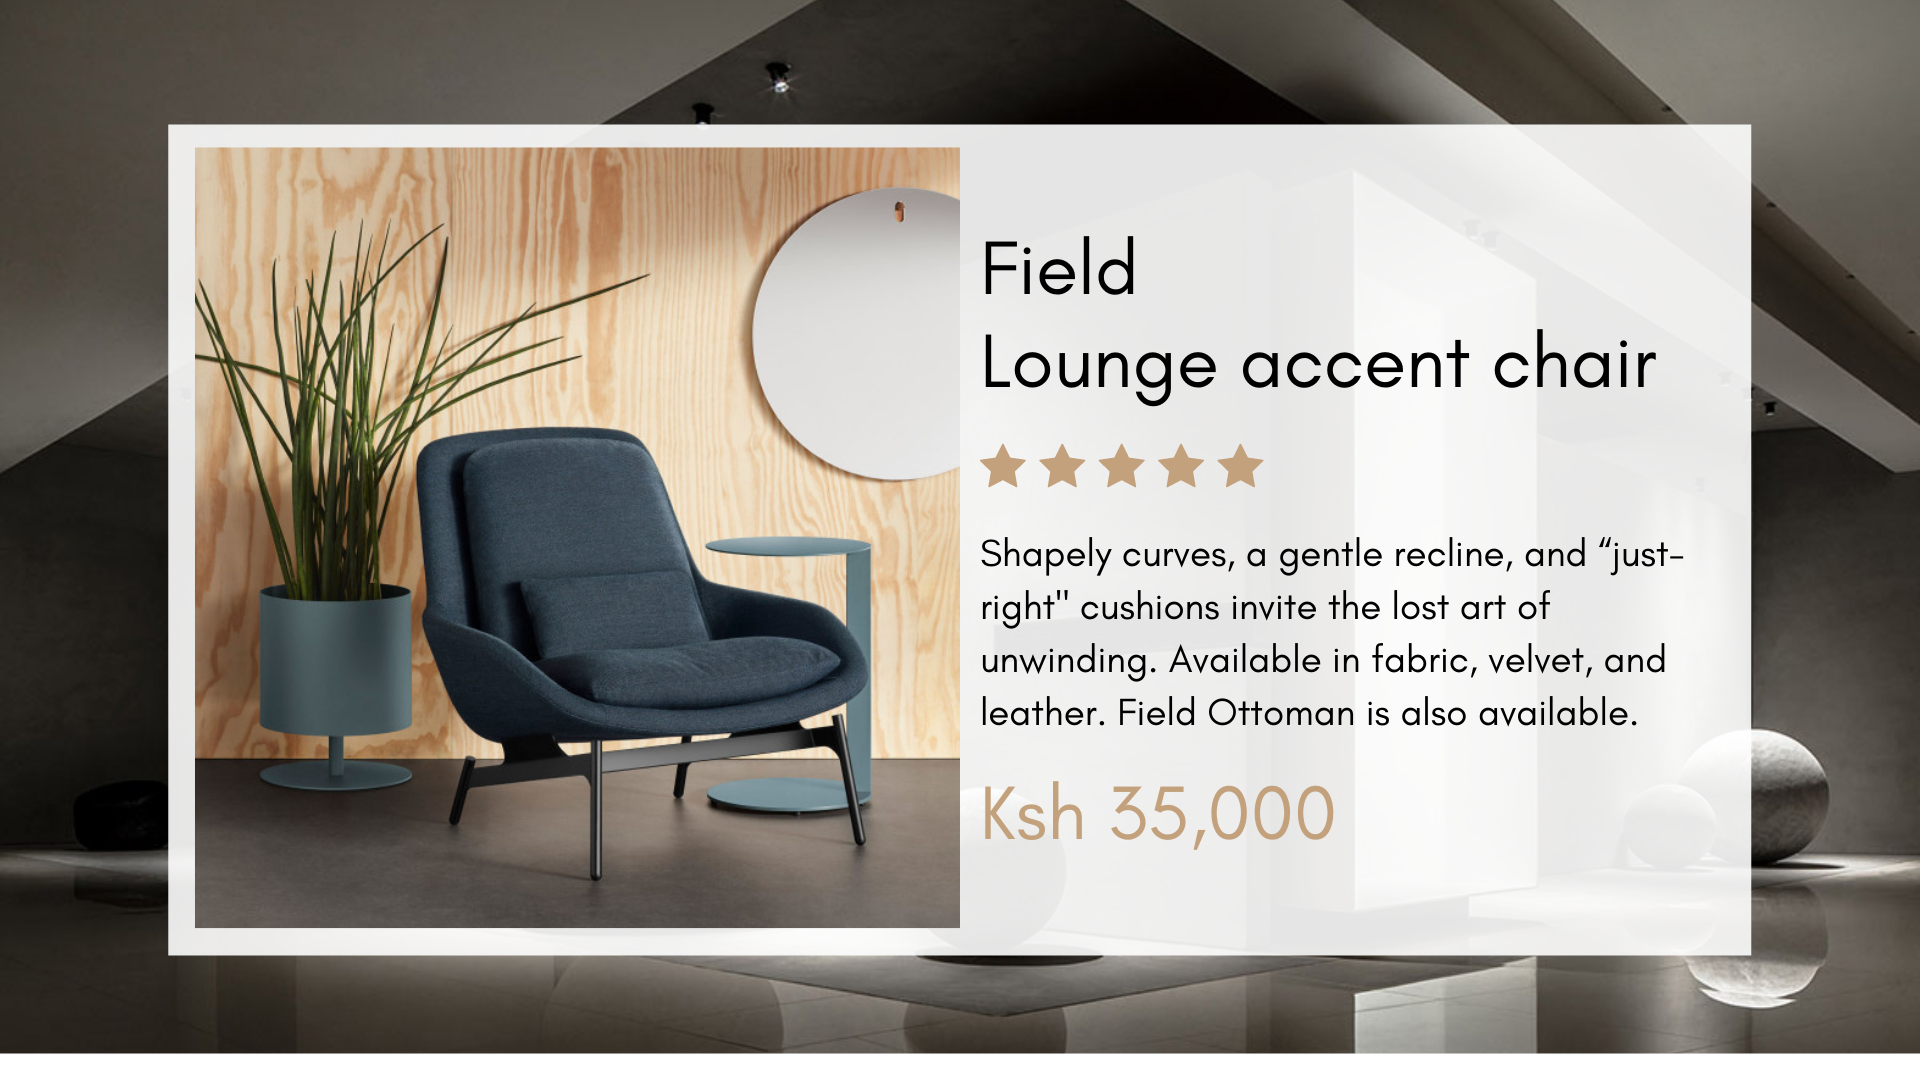 Field
Lounge accent chair
Shapely curves, a gentle recline, and “just-
right" cushions invite the lost art of
unwinding. Available in fabric, velvet, and
leather. Field Ottoman is also available.
Ksh 35,000